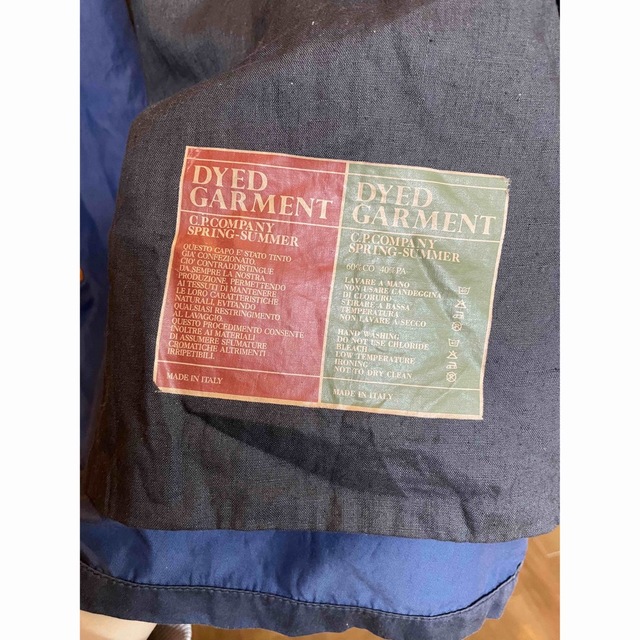 DYED
GARMENT
C.P.COMPANY
SPRING-SUMMER
QUESTO CAPO E' STATO TINTO
GIA' CONFEZIONATO.
CIO' CONTRADDISTINGUE
DA SEMPRE LA NOSTRA
PRODUZIONE, PERMETTENDO
AI TESSUTI DI MANTENERE
LE LORO CARATTERISTICHE
NATURALI, EVITANDO
QUALSIASI RESTRINGIMENTO
AL LAVAGGIO.
QUESTO PROCEDIMENTO CONSENTE
INOLTRE AI MATERIALI
DI ASSUMERE SFUMATURE
CROMATICHE ALTRIMENTI
IRRIPETIBILI.
MADE IN ITALY
DYED
GARMENT
C.P.COMPANY
SPRING-SUMMER
60% CO 40% PA
LAVARE A MANO
NON USARE CANDEGGINA
DI CLORURO
STIRARE A BASSA
TEMPERATURA
NON LAVARE A SECCO
HAND WASHING
DO NOT USE CHLORIDE
BLEACH
LOW TEMPERATURE
IRONING
NOT TO DRY CLEAN
MADE IN ITALY